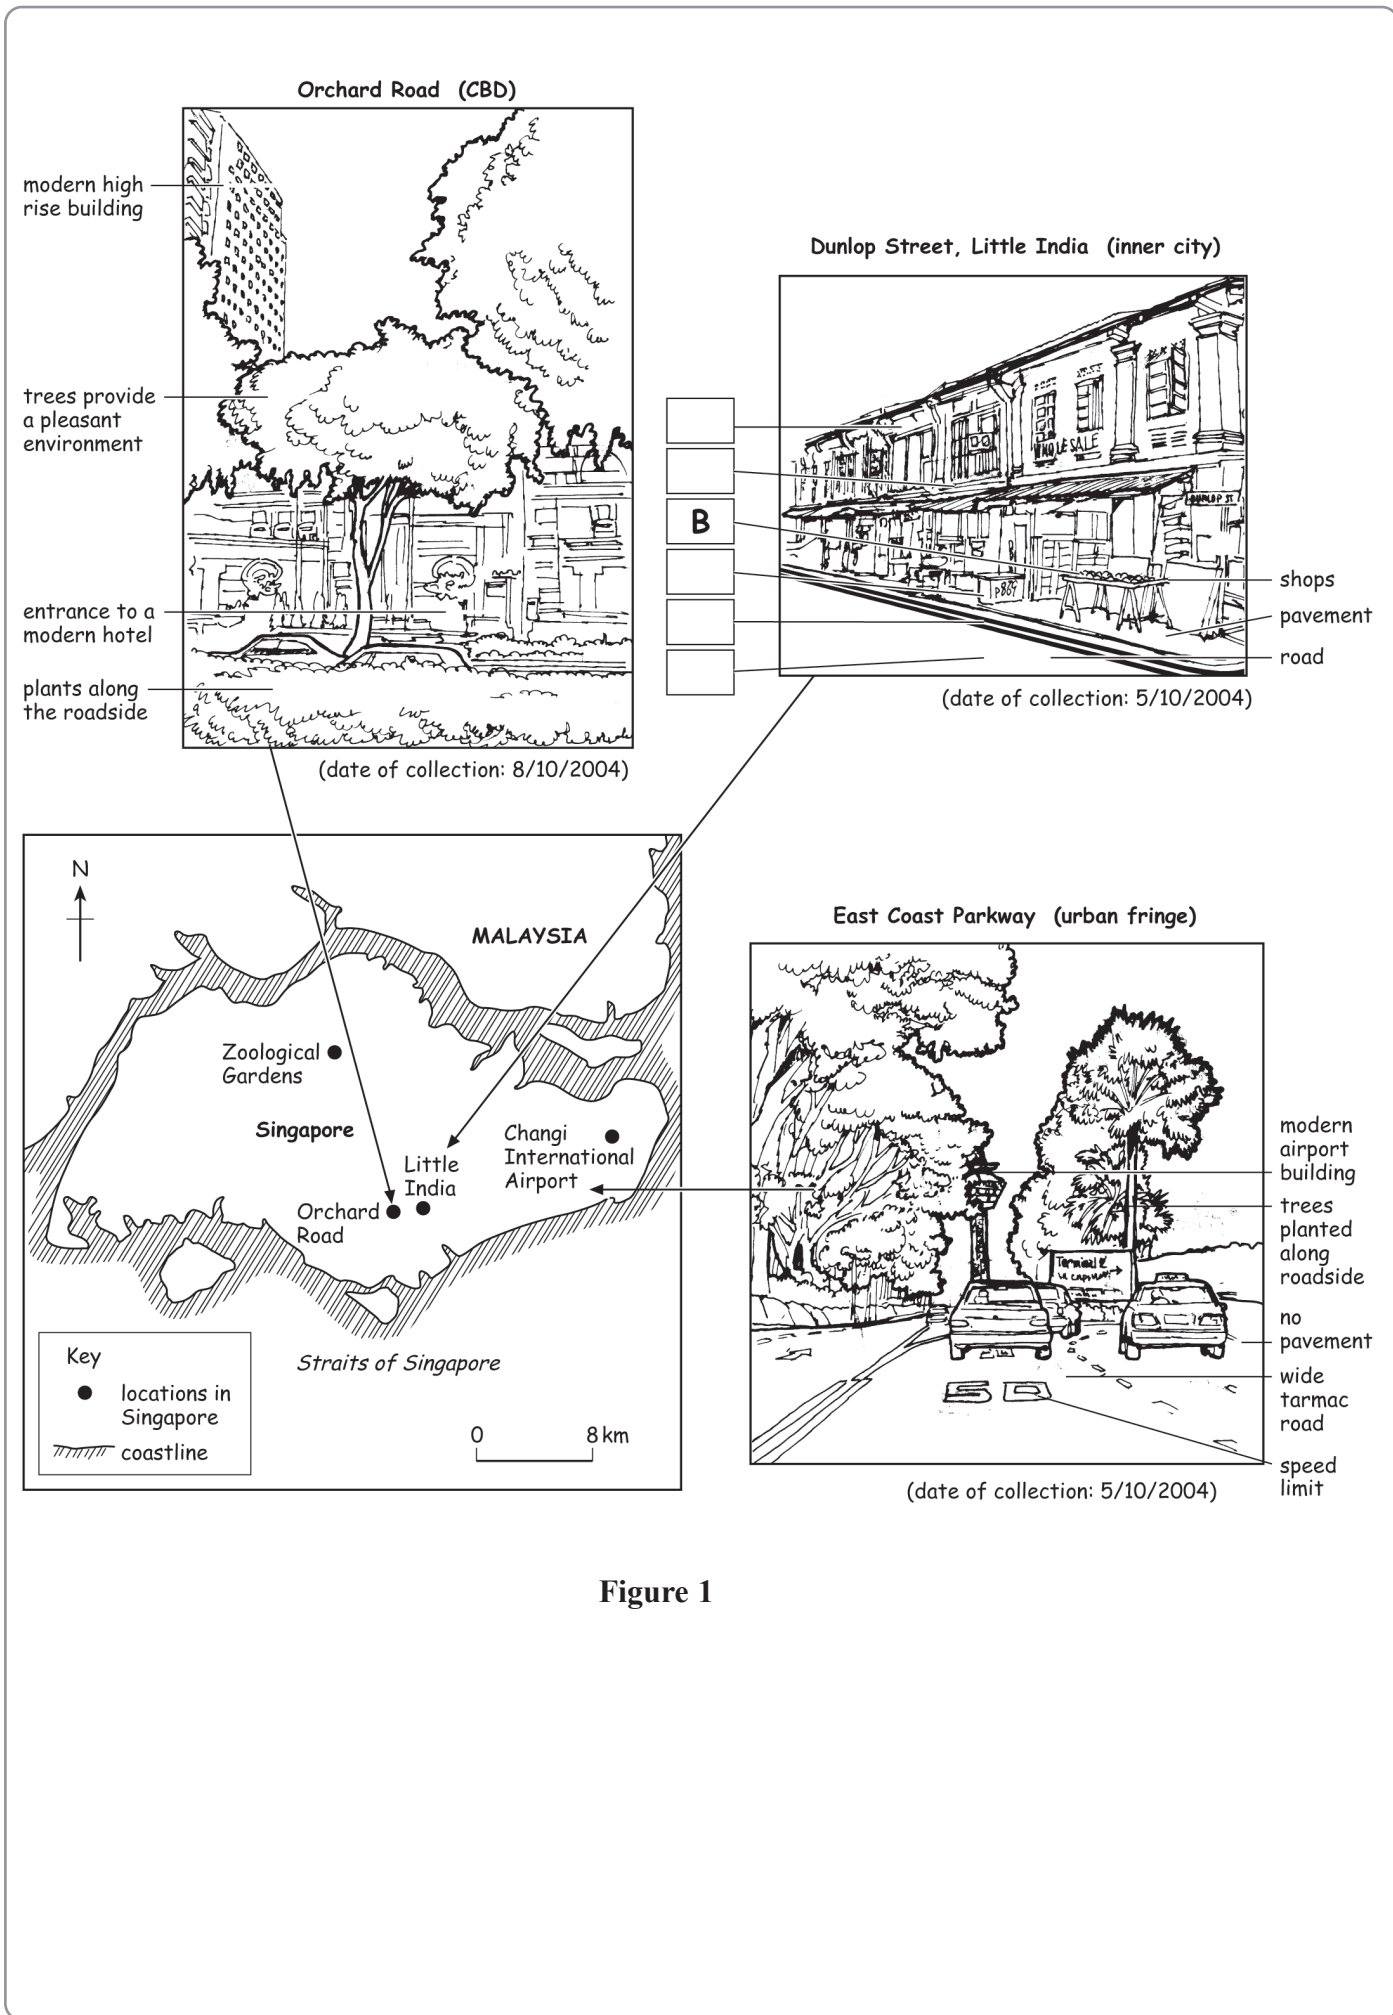 Orchard Road (CBD)
modern high
rise building
trees provide
a pleasant
environment
entrance to a
modern hotel
plants along
the roadside
(date of collection: 8/10/2004)
Dunlop Street, Little India (inner city)
B
WHOLESALE
DUNLOP ST
shops
pavement
road
(date of collection: 5/10/2004)
N
MALAYSIA
Zoological
Gardens
Singapore
Changi
International
Airport
Little
India
Orchard
Road
Straits of Singapore
Key
locations in
Singapore
coastline
0 8 km
East Coast Parkway (urban fringe)
Terminal 2
50
modern
airport
building
trees
planted
along
roadside
no
pavement
wide
tarmac
road
speed
limit
(date of collection: 5/10/2004)
Figure 1